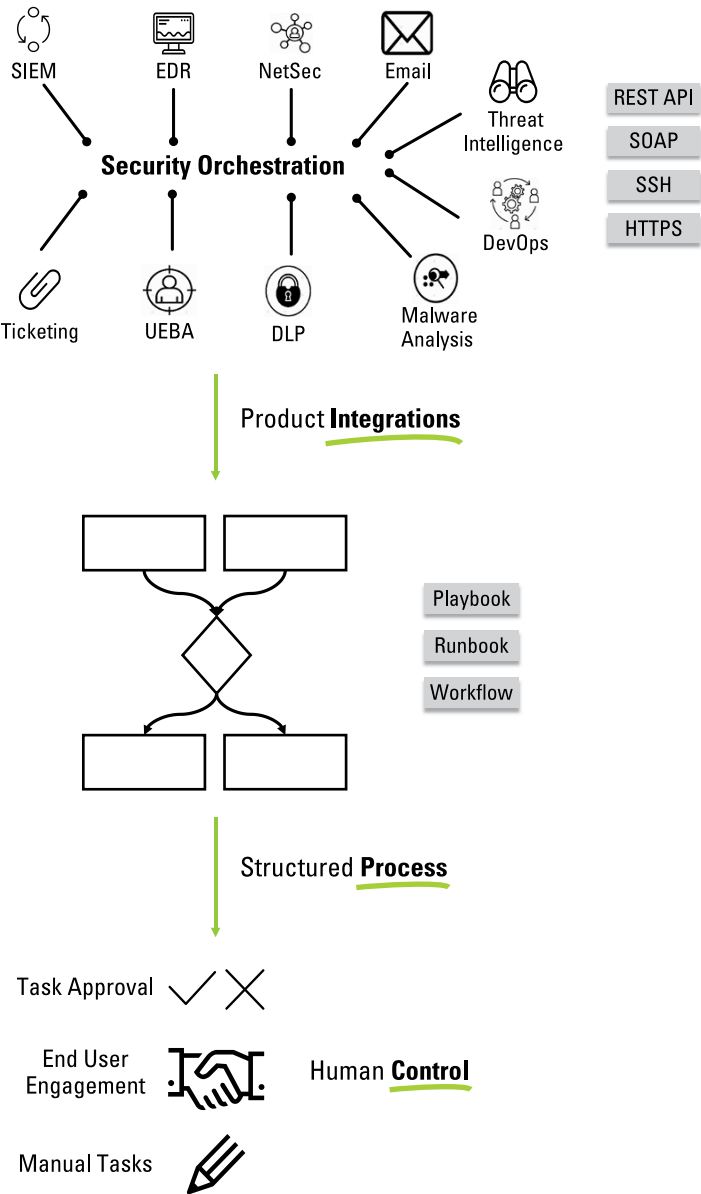 SIEM
EDR
NetSec
Email
Threat
Intelligence
REST API
SOAP
SSH
HTTPS
Security Orchestration
DevOps
Ticketing
UEBA
DLP
Malware
Analysis
Product Integrations
Playbook
Runbook
Workflow
Structured Process
Task Approval
End User
Engagement
Human Control
Manual Tasks